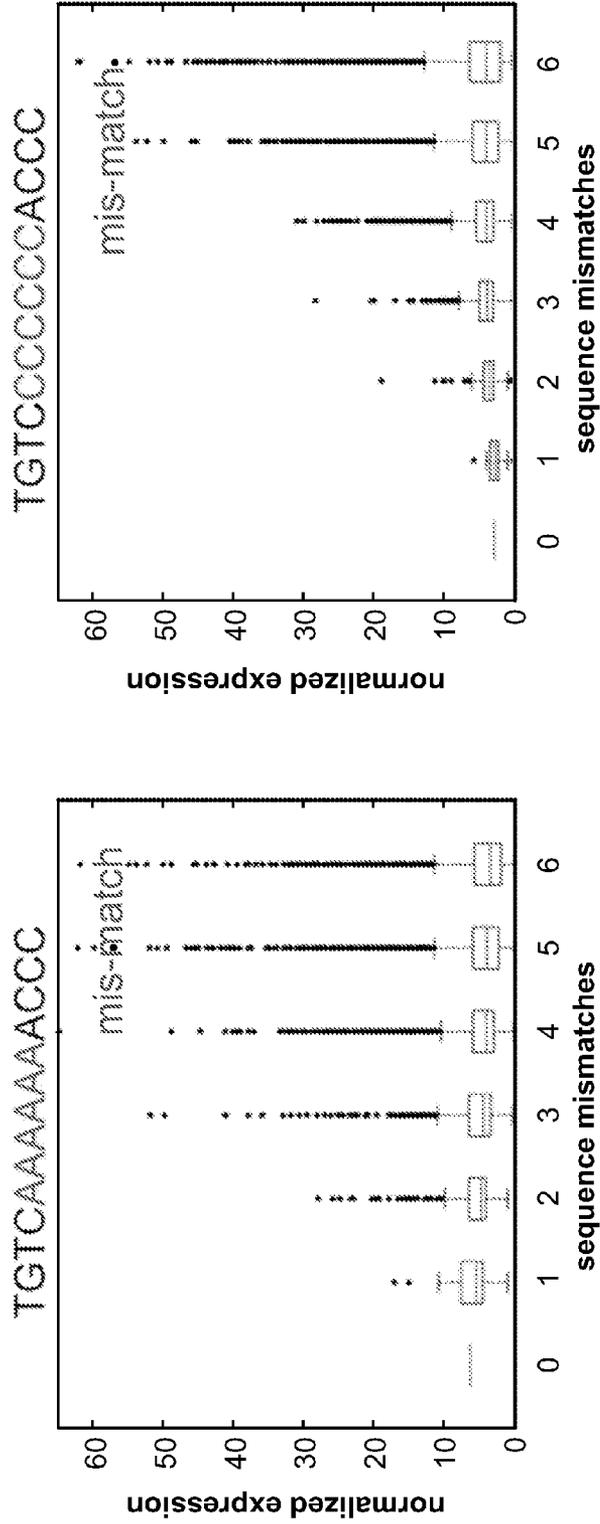 TGTCAAAAAAACCC
mis-match
60
50
40
30
20
10
0
normalized expression
0 1 2 3 4 5 6
sequence mismatches
TGTCCCCCCCACCC
mis-match
60
50
40
30
20
10
0
normalized expression
0 1 2 3 4 5 6
sequence mismatches